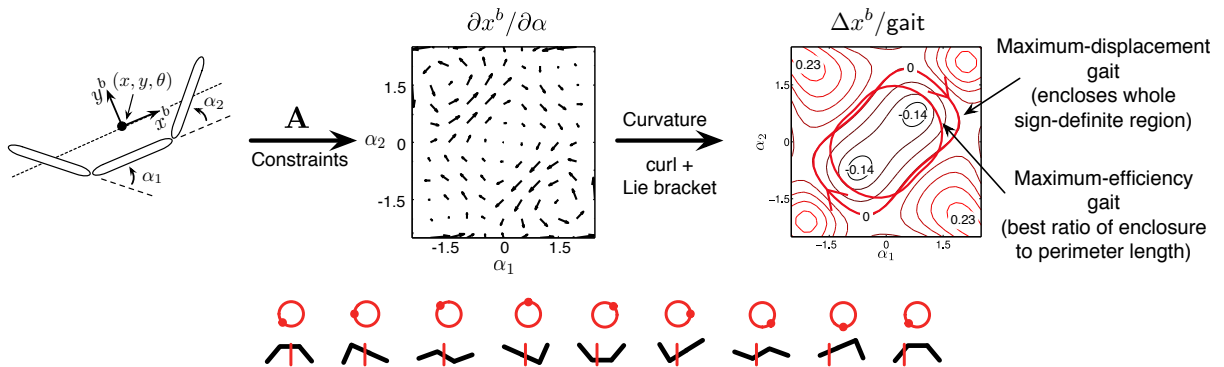 (x, y, θ)
y^b
x^b
α₂
α₁
A
Constraints
∂x^b/∂α
1.5
α₂ 0
-1.5
-1.5 0 1.5
α₁
Curvature
curl +
Lie bracket
Δx^b/gait
0.23
0
1.5
-0.14
α₂
0
-0.14
-1.5
0
0.23
-1.5 0 1.5
α₁
Maximum-displacement
gait
(encloses whole
sign-definite region)
Maximum-efficiency
gait
(best ratio of enclosure
to perimeter length)